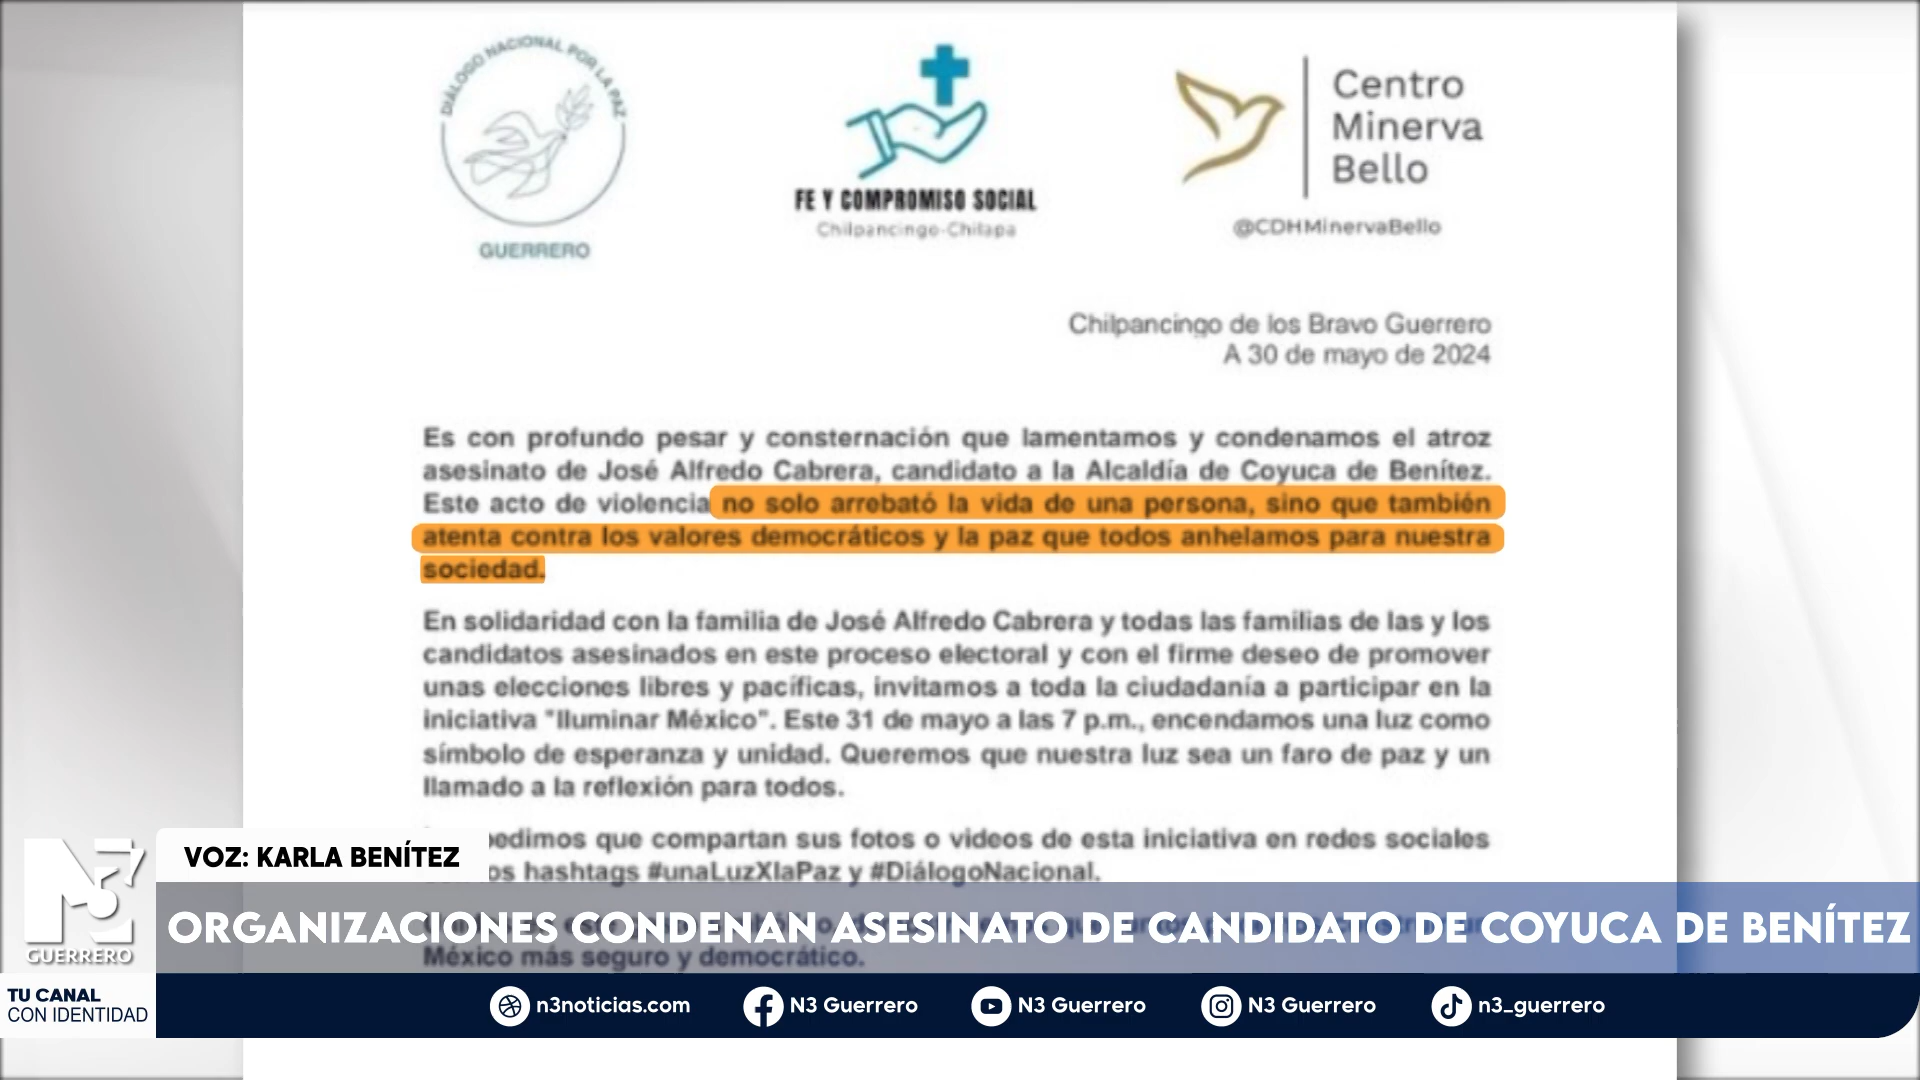 DIÁLOGO NACIONAL POR LA PAZ
GUERRERO
FE Y COMPROMISO SOCIAL
Chilpancingo-Chilapa
Centro
Minerva
Bello
@CDHMinervaBello
Chilpancingo de los Bravo Guerrero
A 30 de mayo de 2024
Es con profundo pesar y consternación que lamentamos y condenamos el atroz
asesinato de José Alfredo Cabrera, candidato a la Alcaldía de Coyuca de Benítez.
Este acto de violencia no solo arrebató la vida de una persona, sino que también
atenta contra los valores democráticos y la paz que todos anhelamos para nuestra
sociedad.
En solidaridad con la familia de José Alfredo Cabrera y todas las familias de las y los
candidatos asesinados en este proceso electoral y con el firme deseo de promover
unas elecciones libres y pacíficas, invitamos a toda la ciudadanía a participar en la
iniciativa "Iluminar México". Este 31 de mayo a las 7 p.m., encendamos una luz como
símbolo de esperanza y unidad. Queremos que nuestra luz sea un faro de paz y un
llamado a la reflexión para todos.
pedimos que compartan sus fotos o videos de esta iniciativa en redes sociales
os hashtags #unaLuzXlaPaz y #DiálogoNacional.
México más seguro y democrático.
VOZ: KARLA BENÍTEZ
ORGANIZACIONES CONDENAN ASESINATO DE CANDIDATO DE COYUCA DE BENÍTEZ
N3
GUERRERO
TU CANAL
CON IDENTIDAD
n3noticias.com
N3 Guerrero
N3 Guerrero
N3 Guerrero
n3_guerrero